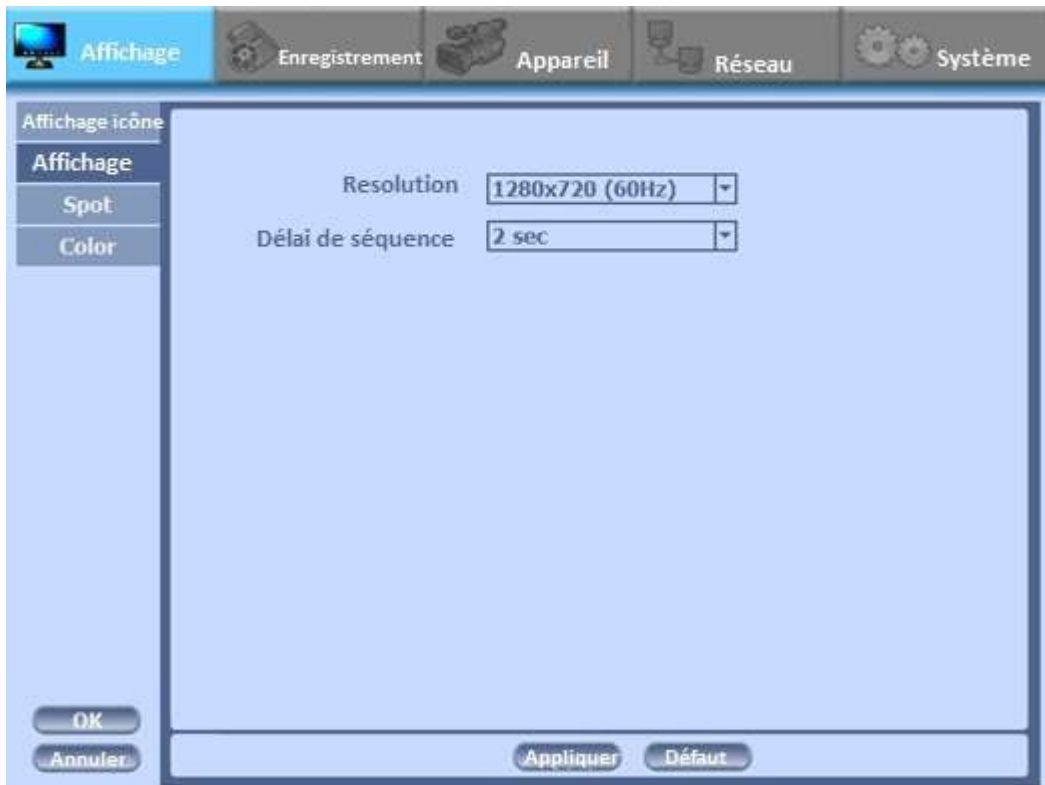 Affichage
Enregistrement
Appareil
Réseau
Système
Affichage icône
Affichage
Spot
Color
Resolution
1280x720 (60Hz)
Délai de séquence
2 sec
OK
Annuler
Appliquer
Défaut